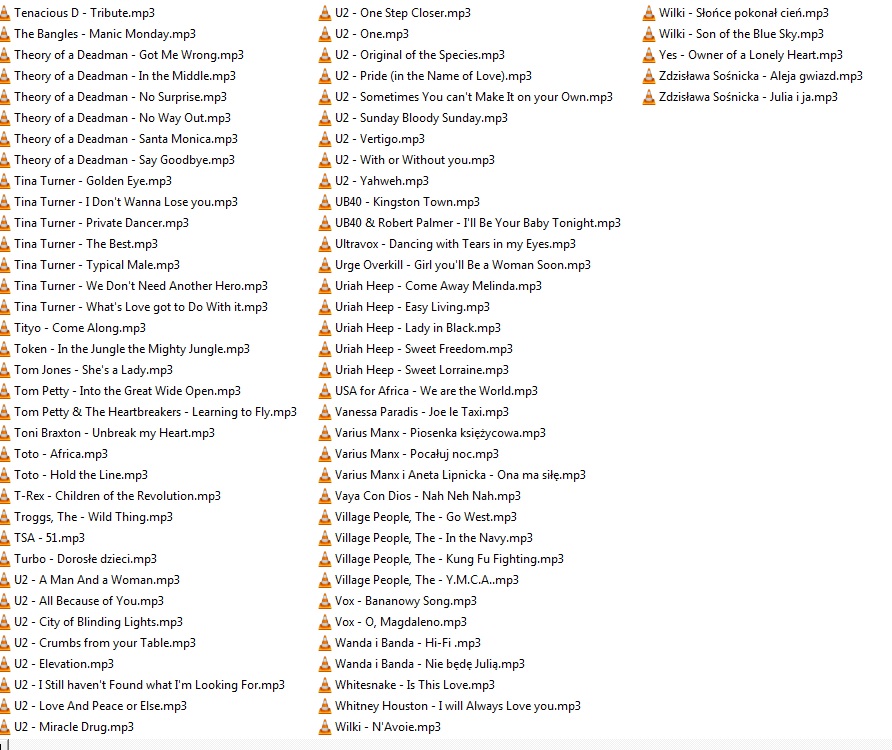 Tenacious D - Tribute.mp3
The Bangles - Manic Monday.mp3
Theory of a Deadman - Got Me Wrong.mp3
Theory of a Deadman - In the Middle.mp3
Theory of a Deadman - No Surprise.mp3
Theory of a Deadman - No Way Out.mp3
Theory of a Deadman - Santa Monica.mp3
Theory of a Deadman - Say Goodbye.mp3
Tina Turner - Golden Eye.mp3
Tina Turner - I Don't Wanna Lose you.mp3
Tina Turner - Private Dancer.mp3
Tina Turner - The Best.mp3
Tina Turner - Typical Male.mp3
Tina Turner - We Don't Need Another Hero.mp3
Tina Turner - What's Love got to Do With it.mp3
Tityo - Come Along.mp3
Token - In the Jungle the Mighty Jungle.mp3
Tom Jones - She's a Lady.mp3
Tom Petty - Into the Great Wide Open.mp3
Tom Petty & The Heartbreakers - Learning to Fly.mp3
Toni Braxton - Unbreak my Heart.mp3
Toto - Africa.mp3
Toto - Hold the Line.mp3
T-Rex - Children of the Revolution.mp3
Troggs, The - Wild Thing.mp3
TSA - 51.mp3
Turbo - Dorosłe dzieci.mp3
U2 - A Man And a Woman.mp3
U2 - All Because of You.mp3
U2 - City of Blinding Lights.mp3
U2 - Crumbs from your Table.mp3
U2 - Elevation.mp3
U2 - I Still haven't Found what I'm Looking For.mp3
U2 - Love And Peace or Else.mp3
U2 - Miracle Drug.mp3
U2 - One Step Closer.mp3
U2 - One.mp3
U2 - Original of the Species.mp3
U2 - Pride (in the Name of Love).mp3
U2 - Sometimes You can't Make It on your Own.mp3
U2 - Sunday Bloody Sunday.mp3
U2 - Vertigo.mp3
U2 - With or Without you.mp3
U2 - Yahweh.mp3
UB40 - Kingston Town.mp3
UB40 & Robert Palmer - I'll Be Your Baby Tonight.mp3
Ultravox - Dancing with Tears in my Eyes.mp3
Urge Overkill - Girl you'll Be a Woman Soon.mp3
Uriah Heep - Come Away Melinda.mp3
Uriah Heep - Easy Living.mp3
Uriah Heep - Lady in Black.mp3
Uriah Heep - Sweet Freedom.mp3
Uriah Heep - Sweet Lorraine.mp3
USA for Africa - We are the World.mp3
Vanessa Paradis - Joe le Taxi.mp3
Varius Manx - Piosenka księżycowa.mp3
Varius Manx - Pocałuj noc.mp3
Varius Manx i Aneta Lipnicka - Ona ma siłę.mp3
Vaya Con Dios - Nah Neh Nah.mp3
Village People, The - Go West.mp3
Village People, The - In the Navy.mp3
Village People, The - Kung Fu Fighting.mp3
Village People, The - Y.M.C.A..mp3
Vox - Bananowy Song.mp3
Vox - O, Magdaleno.mp3
Wanda i Banda - Hi-Fi .mp3
Wanda i Banda - Nie będę Julią.mp3
Whitesnake - Is This Love.mp3
Whitney Houston - I will Always Love you.mp3
Wilki - N'Avoie.mp3
Wilki - Słońce pokonał cień.mp3
Wilki - Son of the Blue Sky.mp3
Yes - Owner of a Lonely Heart.mp3
Zdzisława Sośnicka - Aleja gwiazd.mp3
Zdzisława Sośnicka - Julia i ja.mp3